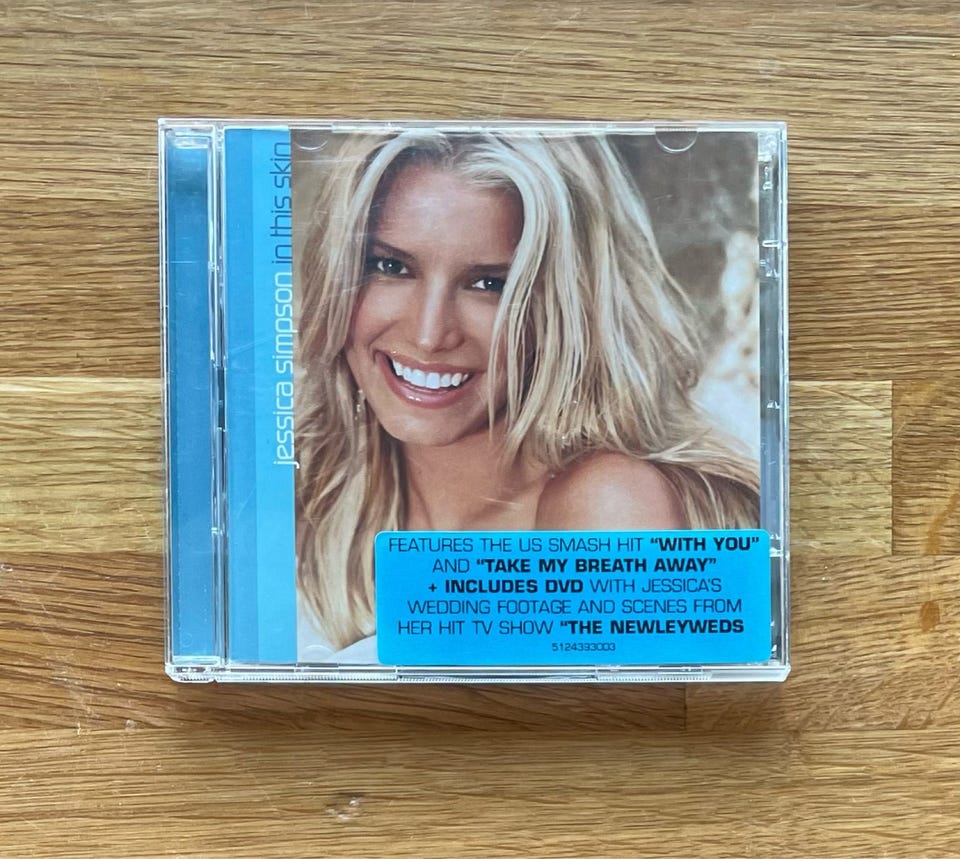 jessica simpson in this skin
FEATURES THE US SMASH HIT "WITH YOU"
AND "TAKE MY BREATH AWAY"
+ INCLUDES DVD WITH JESSICA'S
WEDDING FOOTAGE AND SCENES FROM
HER HIT TV SHOW "THE NEWLEYWEDS
5124393003